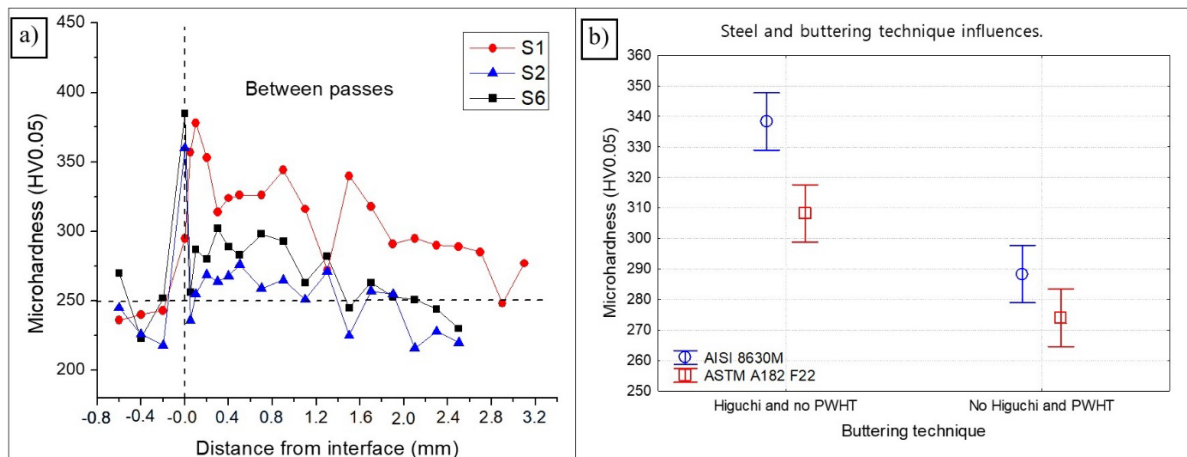 a)
450
400
350
300
250
200
Microhardness (HV0.05)
Between passes
S1
S2
S6
-0.8 -0.4 -0.0 0.4 0.8 1.2 1.6 2.0 2.4 2.8 3.2
Distance from interface (mm)
b)
Steel and buttering technique influences.
360
350
340
330
320
310
300
290
280
270
260
250
Microhardness (HV0.05)
AISI 8630M
ASTM A182 F22
Higuchi and no PWHT No Higuchi and PWHT
Buttering technique